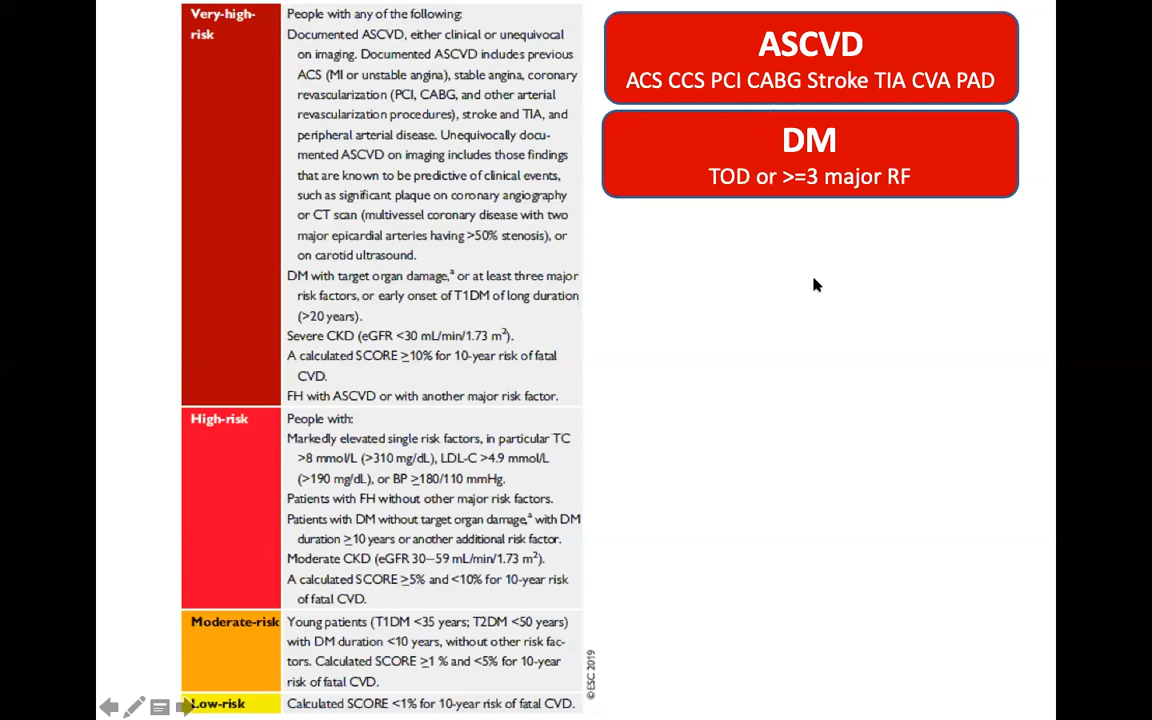 Very-high-
risk
People with any of the following:
Documented ASCVD, either clinical or unequivocal
on imaging. Documented ASCVD includes previous
ACS (MI or unstable angina), stable angina, coronary
revascularization (PCI, CABG, and other arterial
revascularization procedures), stroke and TIA, and
peripheral arterial disease. Unequivocally docu-
mented ASCVD on imaging includes those findings
that are known to be predictive of clinical events,
such as significant plaque on coronary angiography
or CT scan (multivessel coronary disease with two
major epicardial arteries having >50% stenosis), or
on carotid ultrasound.
DM with target organ damage,ª or at least three major
risk factors, or early onset of T1DM of long duration
(>20 years).
Severe CKD (eGFR <30 mL/min/1.73 m²).
A calculated SCORE ≥10% for 10-year risk of fatal
CVD.
FH with ASCVD or with another major risk factor.
High-risk
People with:
Markedly elevated single risk factors, in particular TC
>8 mmol/L (>310 mg/dL), LDL-C >4.9 mmol/L
(>190 mg/dL), or BP ≥180/110 mmHg.
Patients with FH without other major risk factors.
Patients with DM without target organ damage,ª with DM
duration ≥10 years or another additional risk factor.
Moderate CKD (eGFR 30–59 mL/min/1.73 m²).
A calculated SCORE ≥5% and <10% for 10-year risk
of fatal CVD.
Moderate-risk
Young patients (T1DM <35 years; T2DM <50 years)
with DM duration <10 years, without other risk fac-
tors. Calculated SCORE ≥1 % and <5% for 10-year
risk of fatal CVD.
Low-risk
Calculated SCORE <1% for 10-year risk of fatal CVD.
©ESC 2019
ASCVD
ACS CCS PCI CABG Stroke TIA CVA PAD
DM
TOD or >=3 major RF